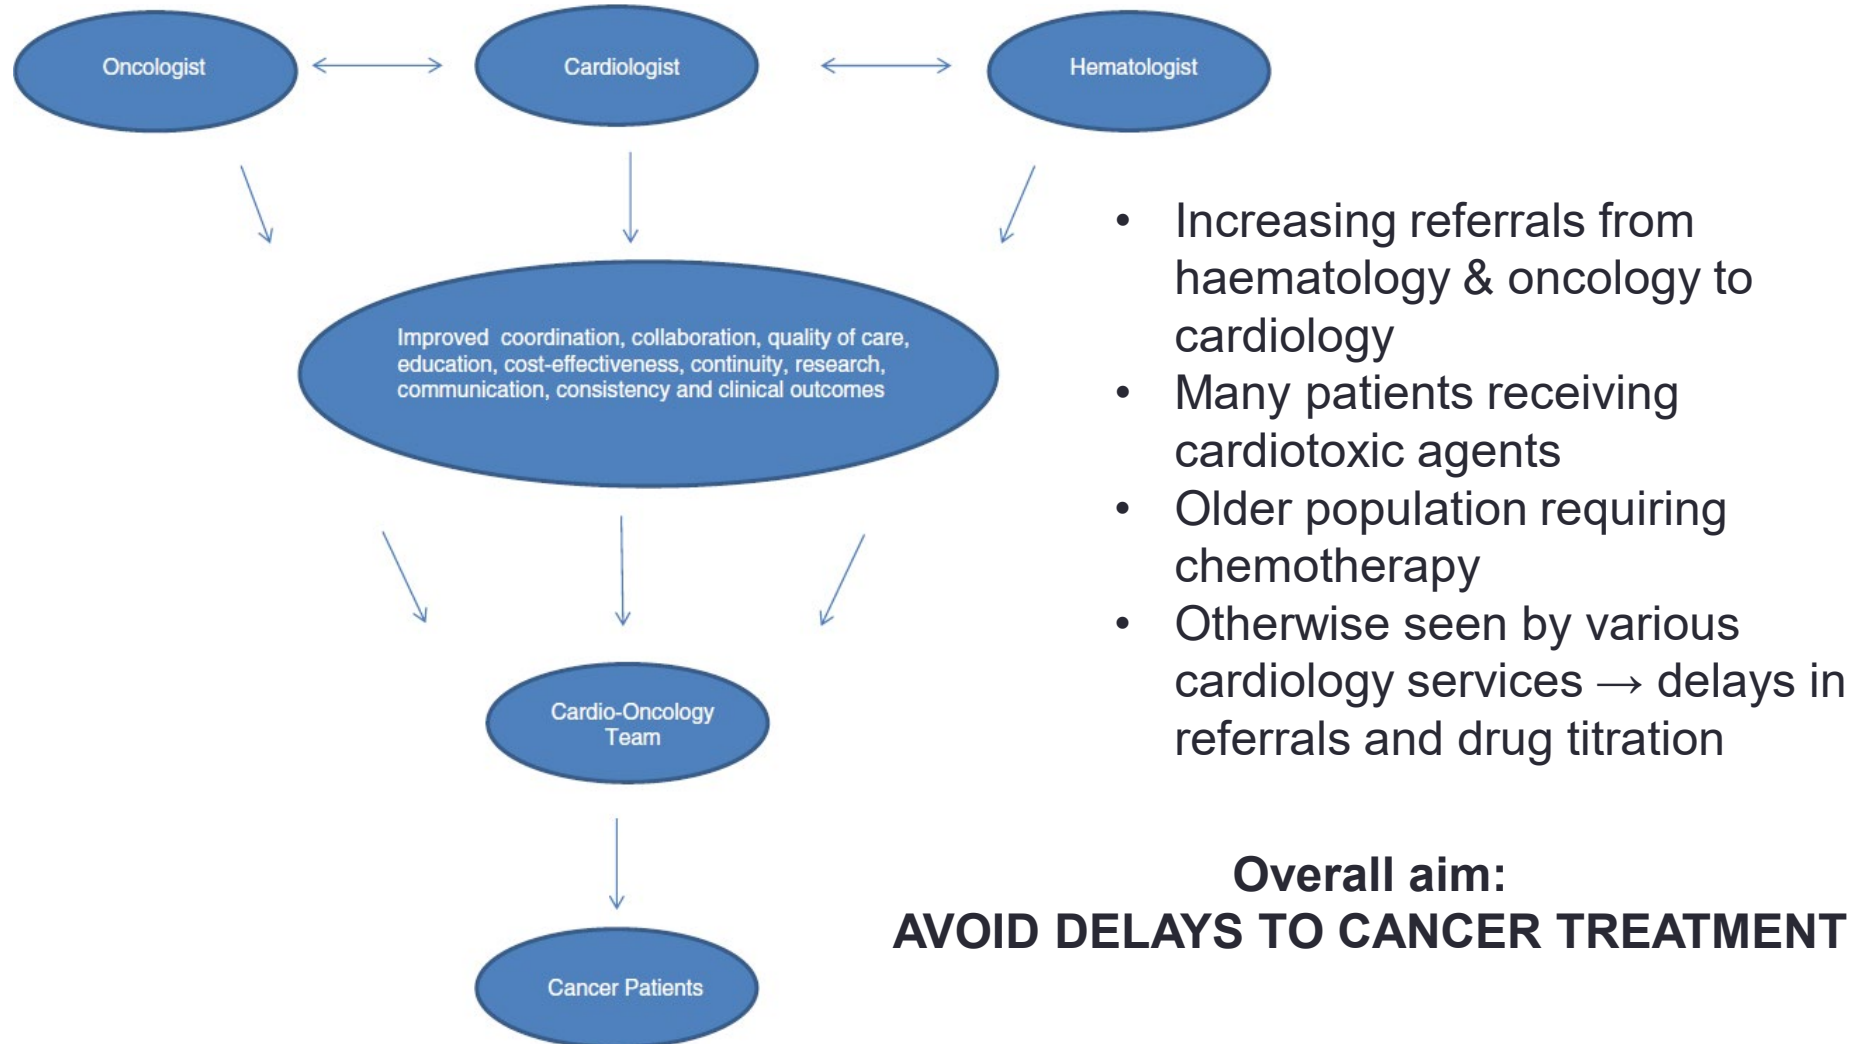 Oncologist
Cardiologist
Hematologist
Improved coordination, collaboration, quality of care,
education, cost-effectiveness, continuity, research,
communication, consistency and clinical outcomes
Cardio-Oncology
Team
Cancer Patients
• Increasing referrals from
haematology & oncology to
cardiology
• Many patients receiving
cardiotoxic agents
• Older population requiring
chemotherapy
• Otherwise seen by various
cardiology services → delays in
referrals and drug titration
Overall aim:
AVOID DELAYS TO CANCER TREATMENT